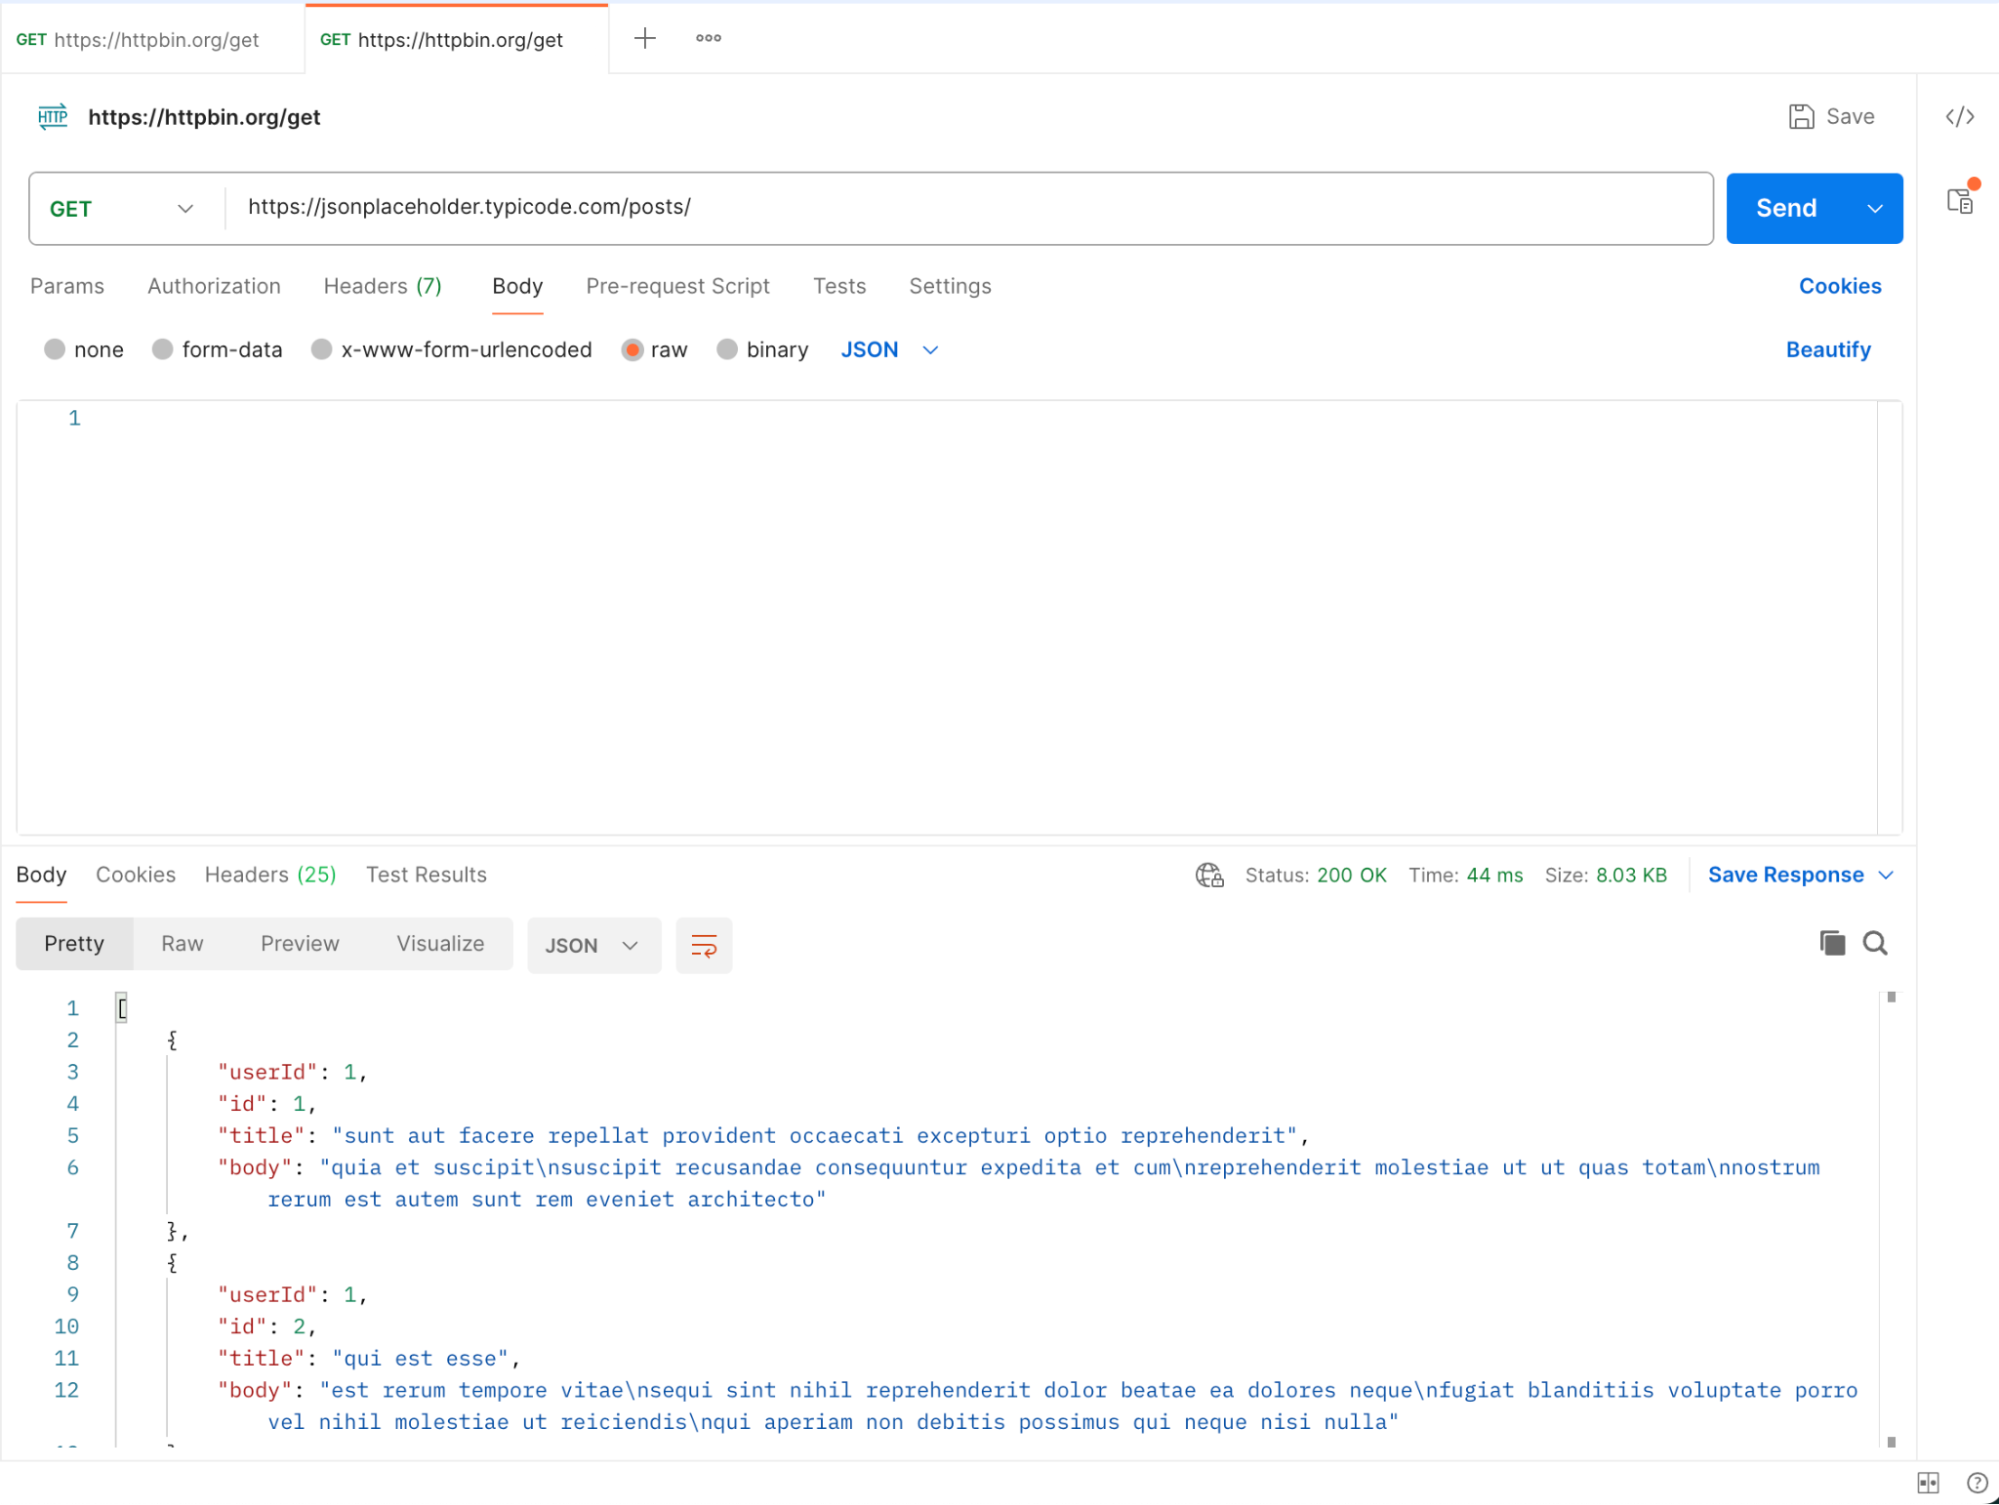 GET https://httpbin.org/get GET https://httpbin.org/get
HTTP https://httpbin.org/get Save </>
GET https://jsonplaceholder.typicode.com/posts/ Send
Params Authorization Headers (7) Body Pre-request Script Tests Settings Cookies
none form-data x-www-form-urlencoded raw binary JSON Beautify
1
Body Cookies Headers (25) Test Results Status: 200 OK Time: 44 ms Size: 8.03 KB Save Response
Pretty Raw Preview Visualize JSON
1 [
2 {
3 "userId": 1,
4 "id": 1,
5 "title": "sunt aut facere repellat provident occaecati excepturi optio reprehenderit",
6 "body": "quia et suscipit\nsuscipit recusandae consequuntur expedita et cum\nreprehenderit molestiae ut ut quas totam\nnostrum
rerum est autem sunt rem eveniet architecto"
7 },
8 {
9 "userId": 1,
10 "id": 2,
11 "title": "qui est esse",
12 "body": "est rerum tempore vitae\nsequi sint nihil reprehenderit dolor beatae ea dolores neque\nfugiat blanditiis voluptate porro
vel nihil molestiae ut reiciendis\nqui aperiam non debitis possimus qui neque nisi nulla"